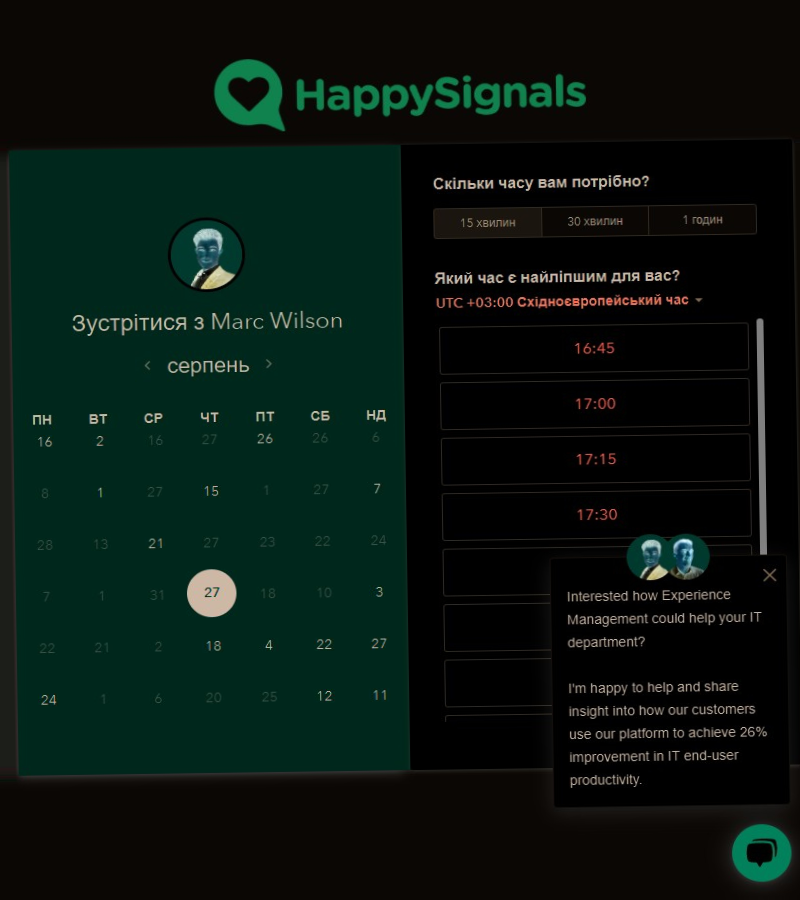 HappySignals
Зустрітися з Marc Wilson
серпень
ПН ВТ СР ЧТ ПТ СБ НД
16 2 16 27 26 26 6
8 1 27 15 1 27 7
28 13 21 27 23 22 24
7 1 31 27 18 10 3
22 21 2 18 4 22 27
24 1 6 20 25 12 11
Скільки часу вам потрібно?
15 хвилин 30 хвилин 1 годин
Який час є найліпшим для вас?
UTC +03:00 Східноєвропейський час
16:45
17:00
17:15
17:30
Interested how Experience
Management could help your IT
department?
I'm happy to help and share
insight into how our customers
use our platform to achieve 26%
improvement in IT end-user
productivity.